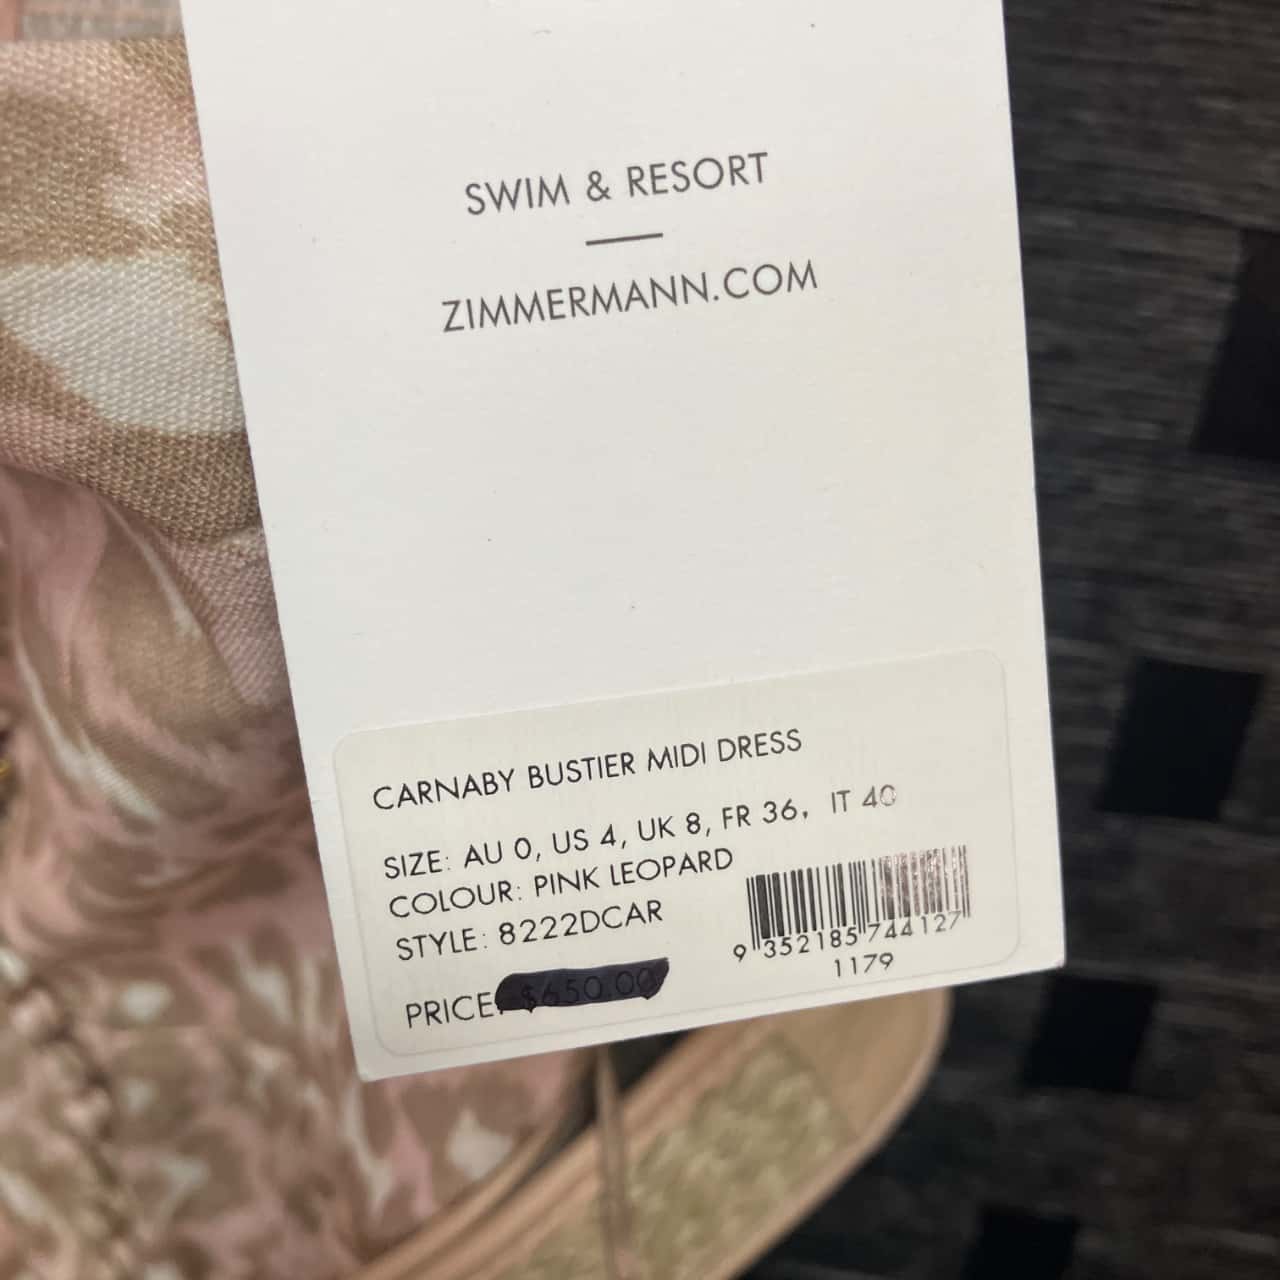 SWIM & RESORT
ZIMMERMANN.COM
CARNABY BUSTIER MIDI DRESS
SIZE: AU 0, US 4, UK 8, FR 36, IT 40
COLOUR: PINK LEOPARD
STYLE: 8222DCAR
PRICE: $650.00
9 352185 744127
1179